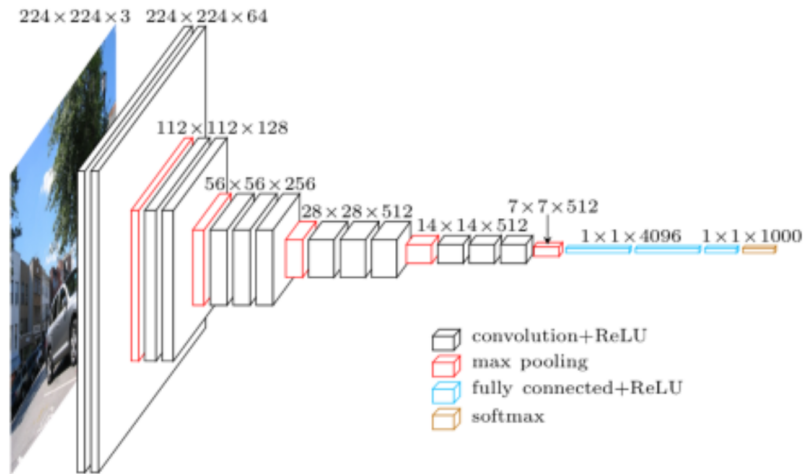 224×224×3
224×224×64
112×112×128
56×56×256
28×28×512
14×14×512
7×7×512
1×1×4096
1×1×1000
convolution+ReLU
max pooling
fully connected+ReLU
softmax